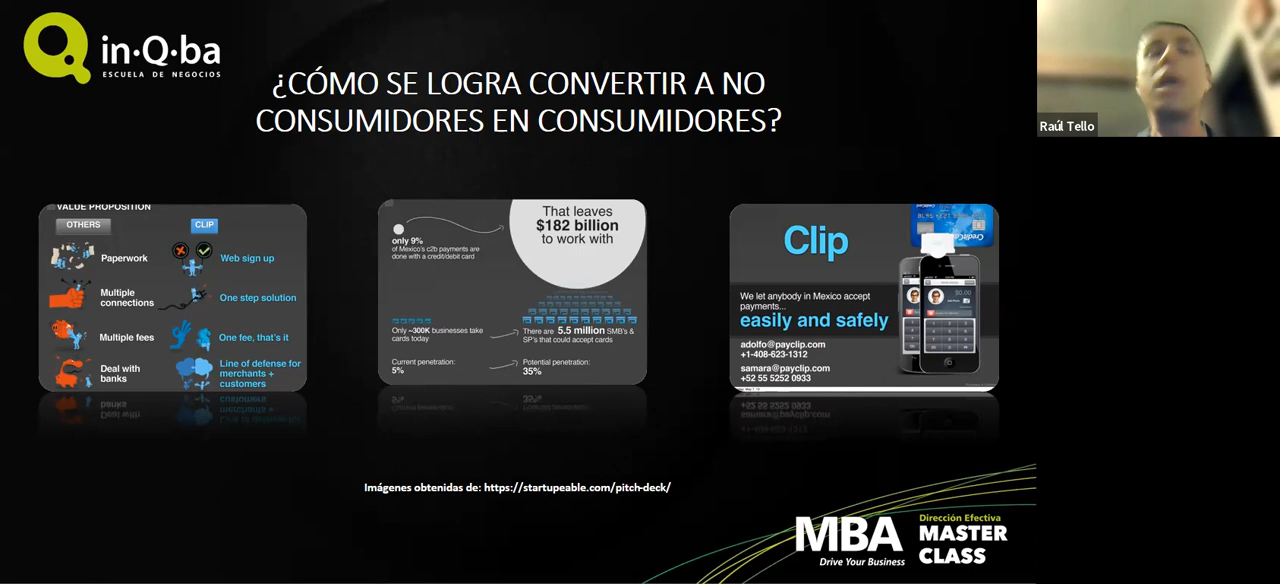 in·Q·ba
ESCUELA DE NEGOCIOS
¿CÓMO SE LOGRA CONVERTIR A NO
CONSUMIDORES EN CONSUMIDORES?
Raúl Tello
VALUE PROPOSITION
OTHERS
CLIP
Paperwork
Web sign up
Multiple
connections
One step solution
Multiple fees
One fee, that's it
Deal with
banks
Line of defense for
merchants +
customers
only 9%
of Mexico's c2b payments are
done with a credit/debit card
That leaves
$182 billion
to work with
Only ~300K businesses take
cards today
There are 5.5 million SMB's &
SP's that could accept cards
Current penetration:
5%
Potential penetration:
35%
Clip
We let anybody in Mexico accept
payments...
easily and safely
adolfo@payclip.com
+1-408-623-1312
samara@payclip.com
+52 55 5252 0933
CreditCard
$0.00
Imágenes obtenidas de: https://startupeable.com/pitch-deck/
MBA
Drive Your Business
Dirección Efectiva
MASTER
CLASS